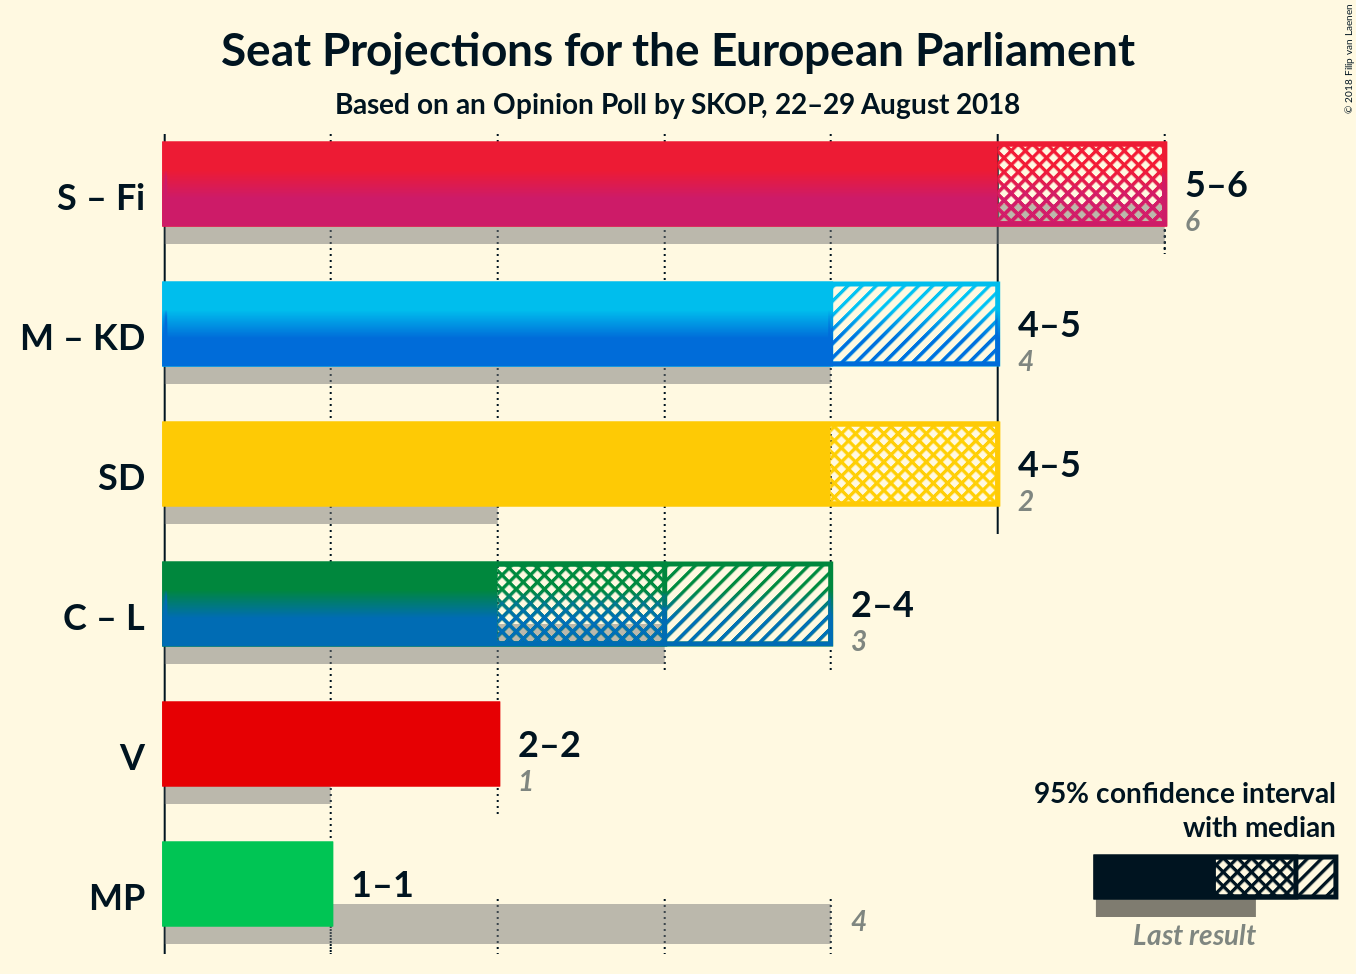 Seat Projections for the European Parliament
Based on an Opinion Poll by SKOP, 22–29 August 2018
© 2018 Filip van Laenen
S – Fi
5–6
6
M – KD
4–5
4
SD
4–5
2
C – L
2–4
3
V
2–2
1
MP
1–1
4
95% confidence interval
with median
Last result